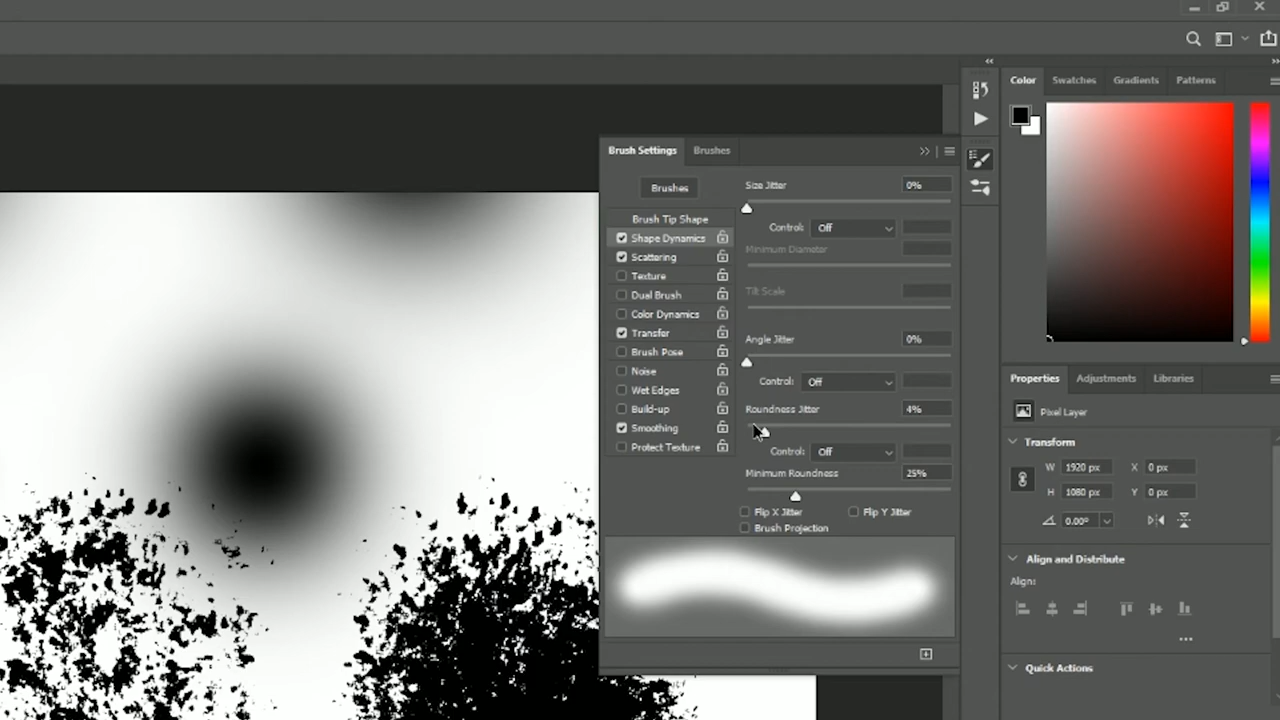 Color Swatches Gradients Patterns
Brush Settings Brushes
Brushes
Brush Tip Shape
Shape Dynamics
Scattering
Texture
Dual Brush
Color Dynamics
Transfer
Brush Pose
Noise
Wet Edges
Build-up
Smoothing
Protect Texture
Size Jitter 0%
Control: Off
Minimum Diameter
Tilt Scale
Angle Jitter 0%
Control: Off
Roundness Jitter 4%
Control: Off
Minimum Roundness 25%
Flip X Jitter Flip Y Jitter
Brush Projection
Properties Adjustments Libraries
Pixel Layer
Transform
W 1920 px X 0 px
H 1080 px Y 0 px
0.00°
Align and Distribute
Align:
Quick Actions